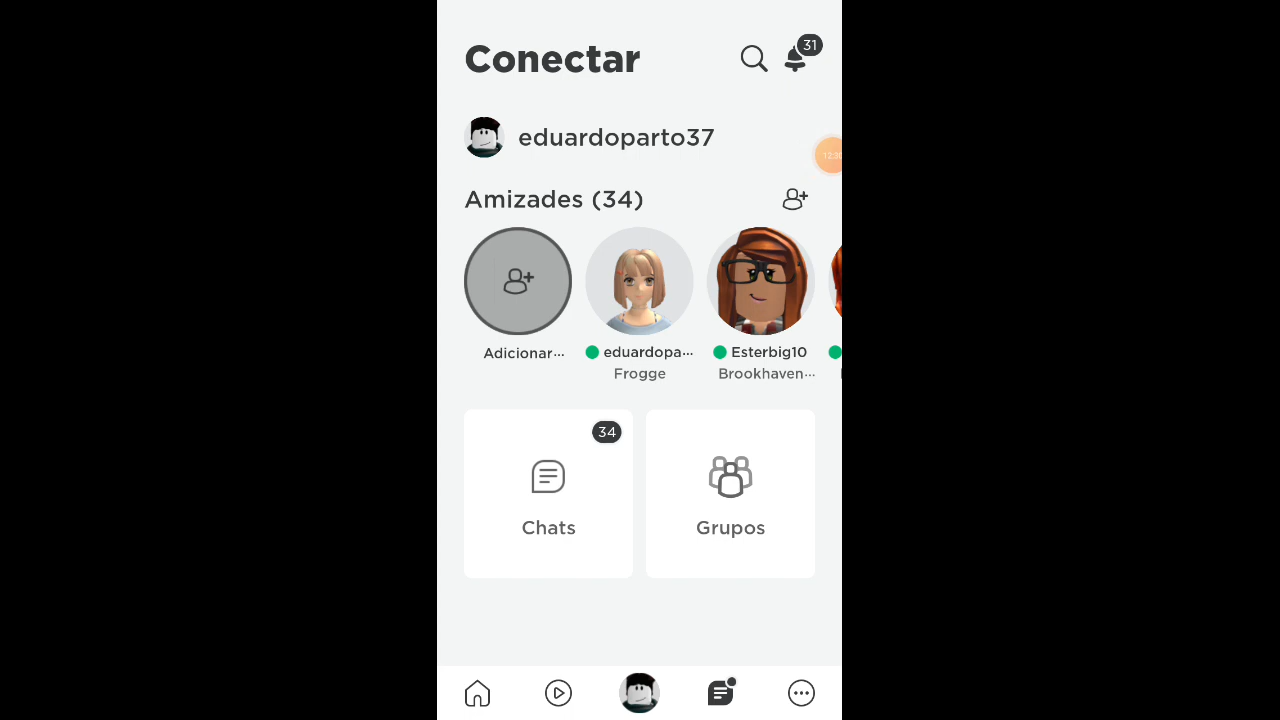 Conectar
31
eduardoparto37
Amizades (34)
Adicionar...
eduardopa...
Esterbig10
Frogge
Brookhaven...
34
Chats
Grupos